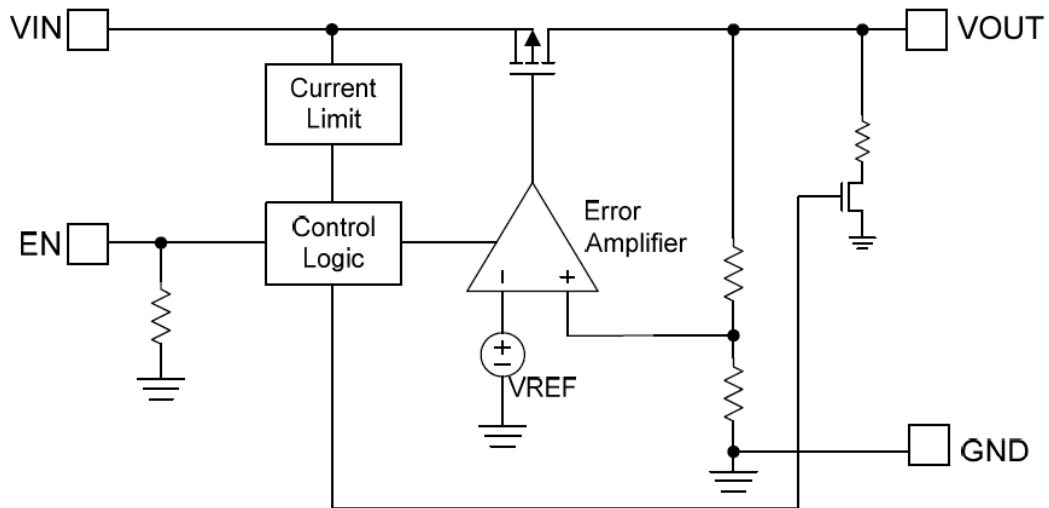 VIN
VOUT
Current
Limit
EN
Control
Logic
Error
Amplifier
VREF
GND